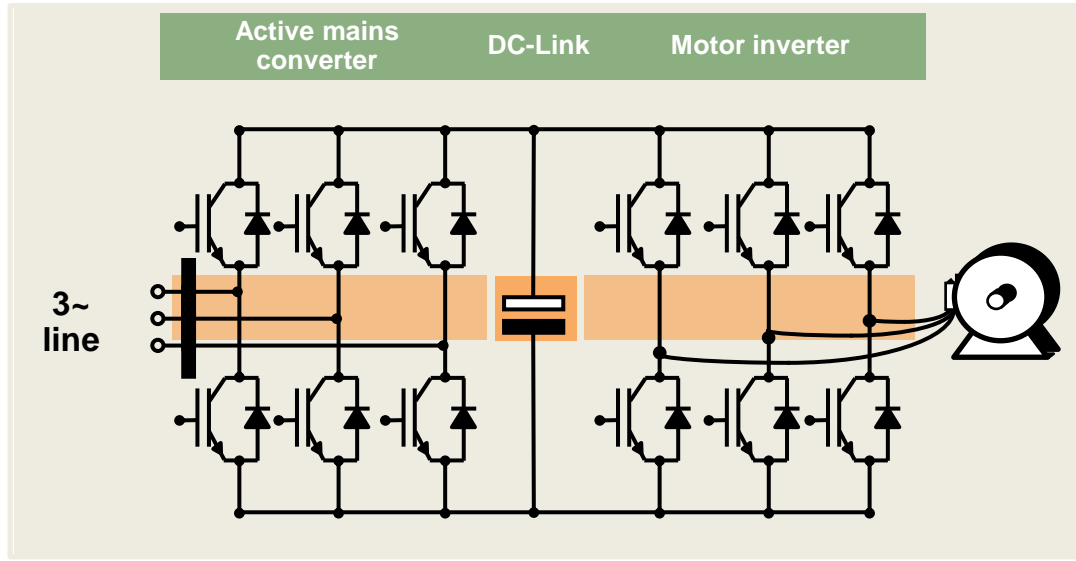 Active mains
converter
DC-Link
Motor inverter
3~
line